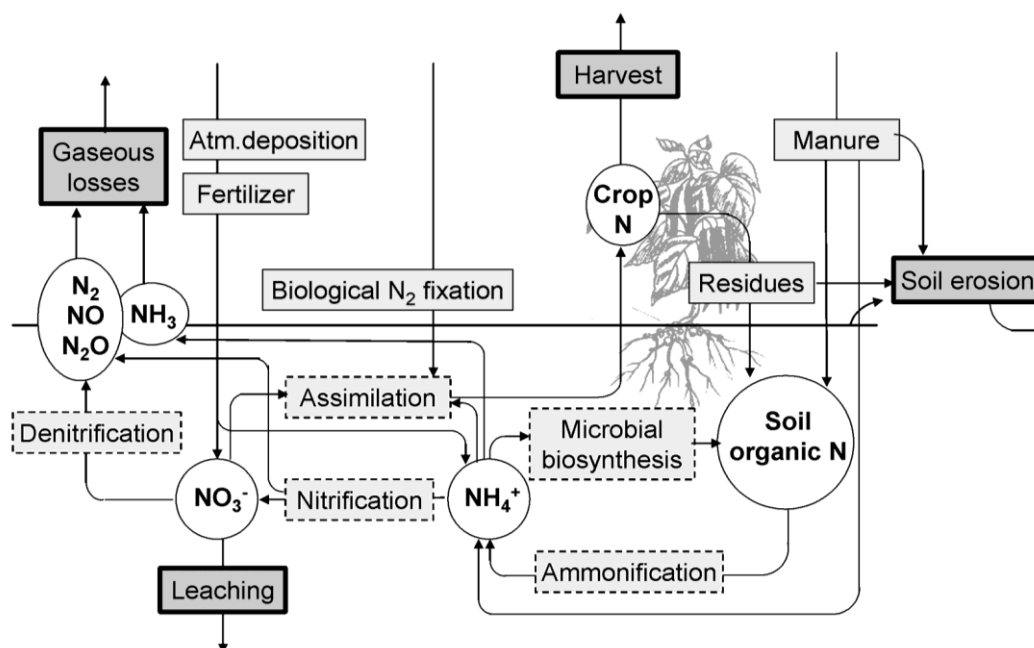 Harvest
Atm.deposition
Manure
Gaseous
losses
Fertilizer
Crop
N
Biological N₂ fixation
Residues
Soil erosion
N₂
NO
N₂O
NH₃
Assimilation
Denitrification
Microbial
biosynthesis
Soil
organic N
NO₃⁻
Nitrification
NH₄⁺
Ammonification
Leaching